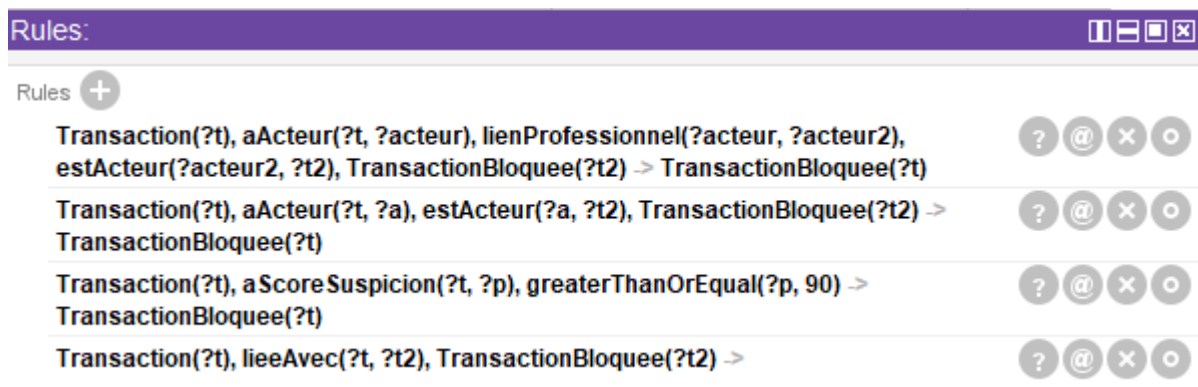 Rules:
Rules
Transaction(?t), aActeur(?t, ?acteur), lienProfessionnel(?acteur, ?acteur2),
estActeur(?acteur2, ?t2), TransactionBloquee(?t2) -> TransactionBloquee(?t)
Transaction(?t), aActeur(?t, ?a), estActeur(?a, ?t2), TransactionBloquee(?t2) ->
TransactionBloquee(?t)
Transaction(?t), aScoreSuspicion(?t, ?p), greaterThanOrEqual(?p, 90) ->
TransactionBloquee(?t)
Transaction(?t), lieeAvec(?t, ?t2), TransactionBloquee(?t2) ->